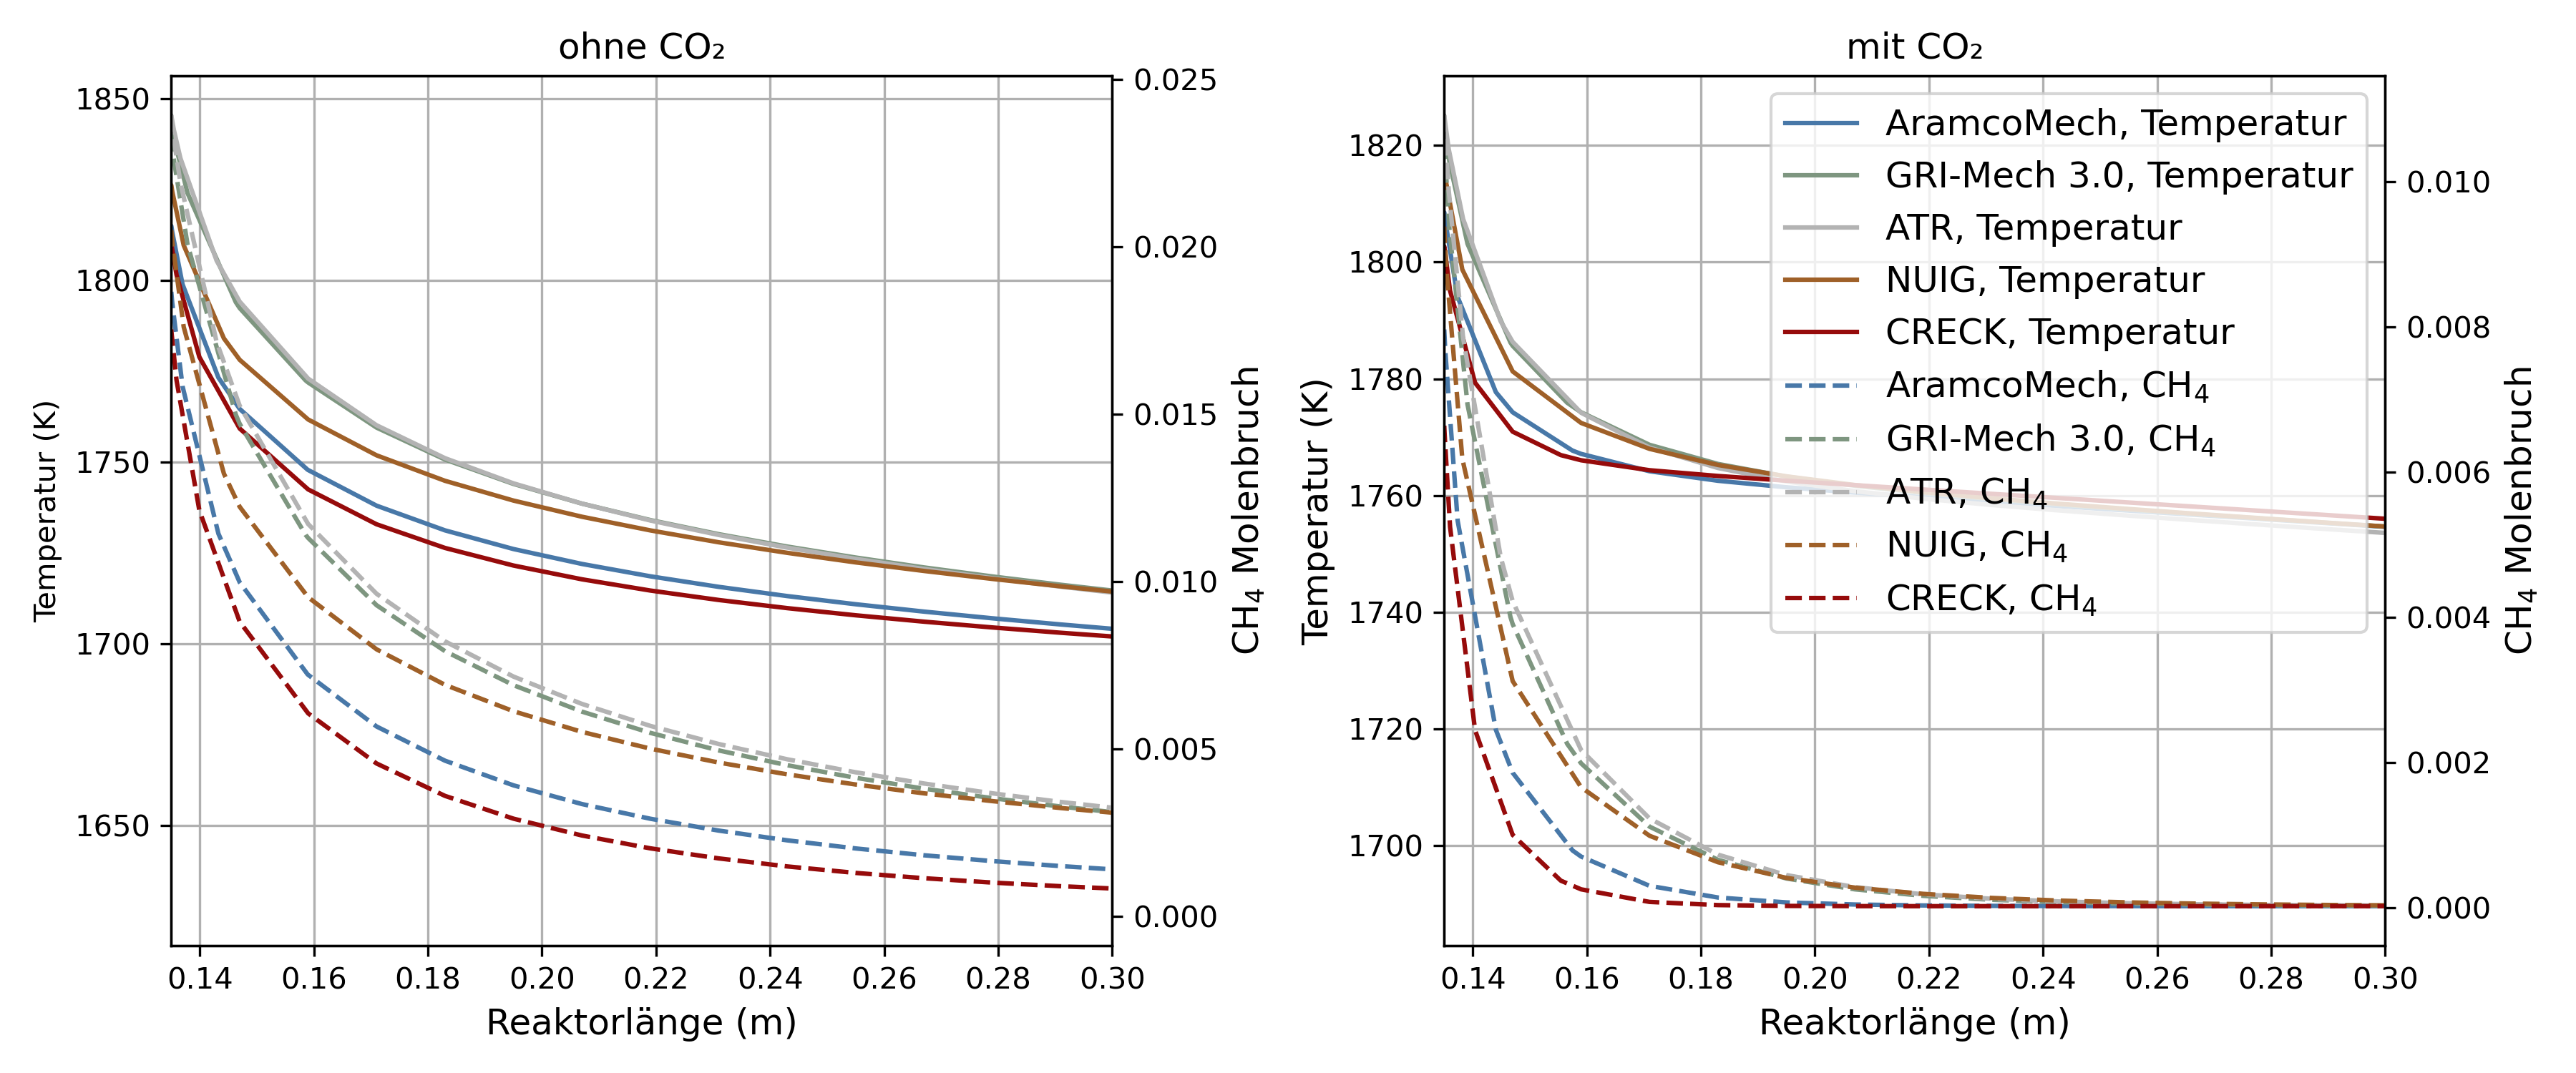 ohne CO₂
1850
1800
1750
1700
1650
Temperatur (K)
0.025
0.020
0.015
0.010
0.005
0.000
CH₄ Molenbruch
0.14 0.16 0.18 0.20 0.22 0.24 0.26 0.28 0.30
Reaktorlänge (m)
mit CO₂
1820
1800
1780
1760
1740
1720
1700
Temperatur (K)
AramcoMech, Temperatur
GRI-Mech 3.0, Temperatur
ATR, Temperatur
NUIG, Temperatur
CRECK, Temperatur
AramcoMech, CH₄
GRI-Mech 3.0, CH₄
ATR, CH₄
NUIG, CH₄
CRECK, CH₄
0.010
0.008
0.006
0.004
0.002
0.000
CH₄ Molenbruch
0.14 0.16 0.18 0.20 0.22 0.24 0.26 0.28 0.30
Reaktorlänge (m)